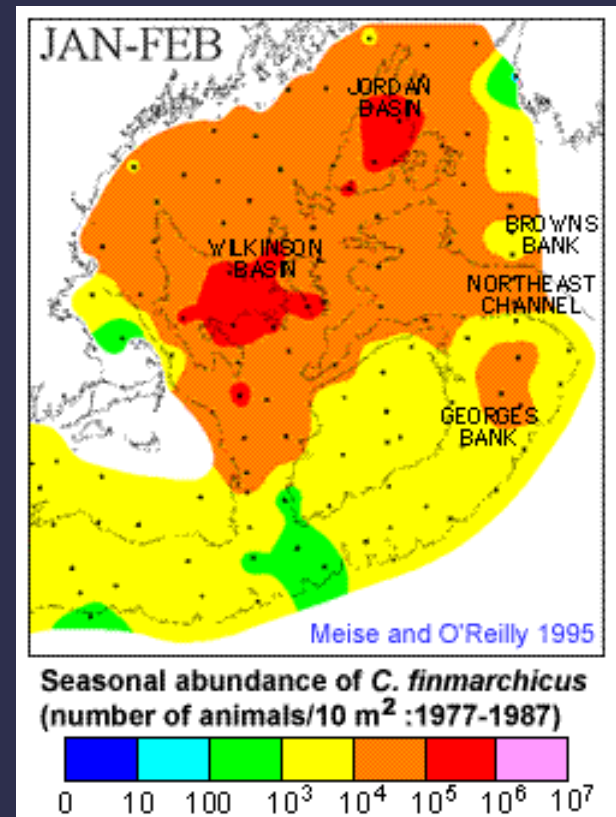 JAN-FEB
JORDAN
BASIN
WILKINSON
BASIN
BROWNS
BANK
NORTHEAST
CHANNEL
GEORGES
BANK
Meise and O'Reilly 1995
Seasonal abundance of C. finmarchicus
(number of animals/10 m² :1977-1987)
0 10 100 10³ 10⁴ 10⁵ 10⁶ 10⁷